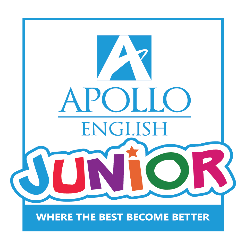 APOLLO
ENGLISH
JUNIOR
WHERE THE BEST BECOME BETTER